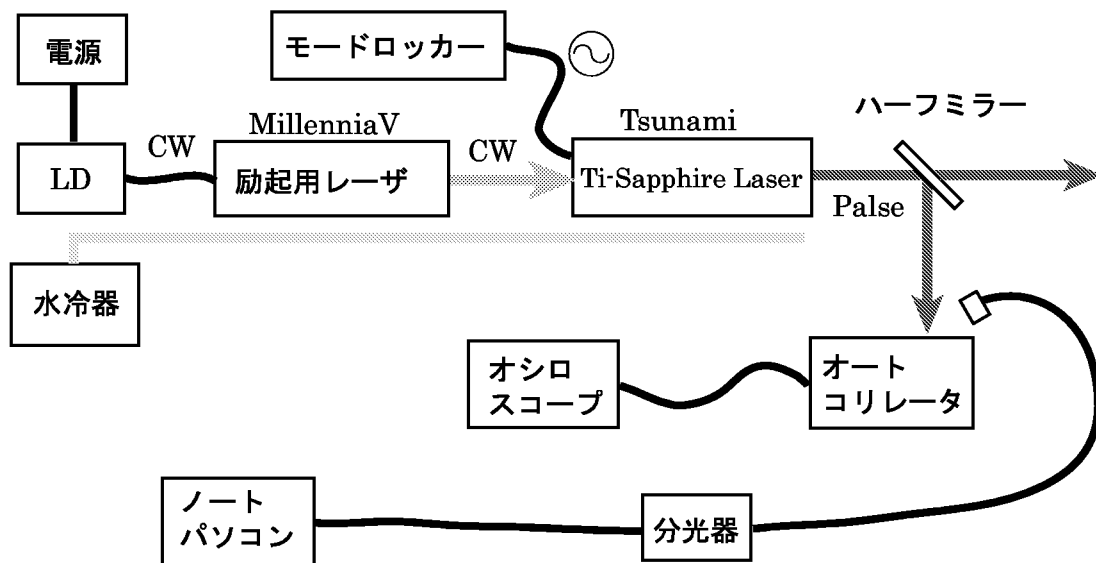 電源
モードロッカー
ハーフミラー
MillenniaV
Tsunami
CW
CW
LD
励起用レーザ
Ti-Sapphire Laser
Palse
水冷器
オシロ
スコープ
オート
コリレータ
ノート
パソコン
分光器